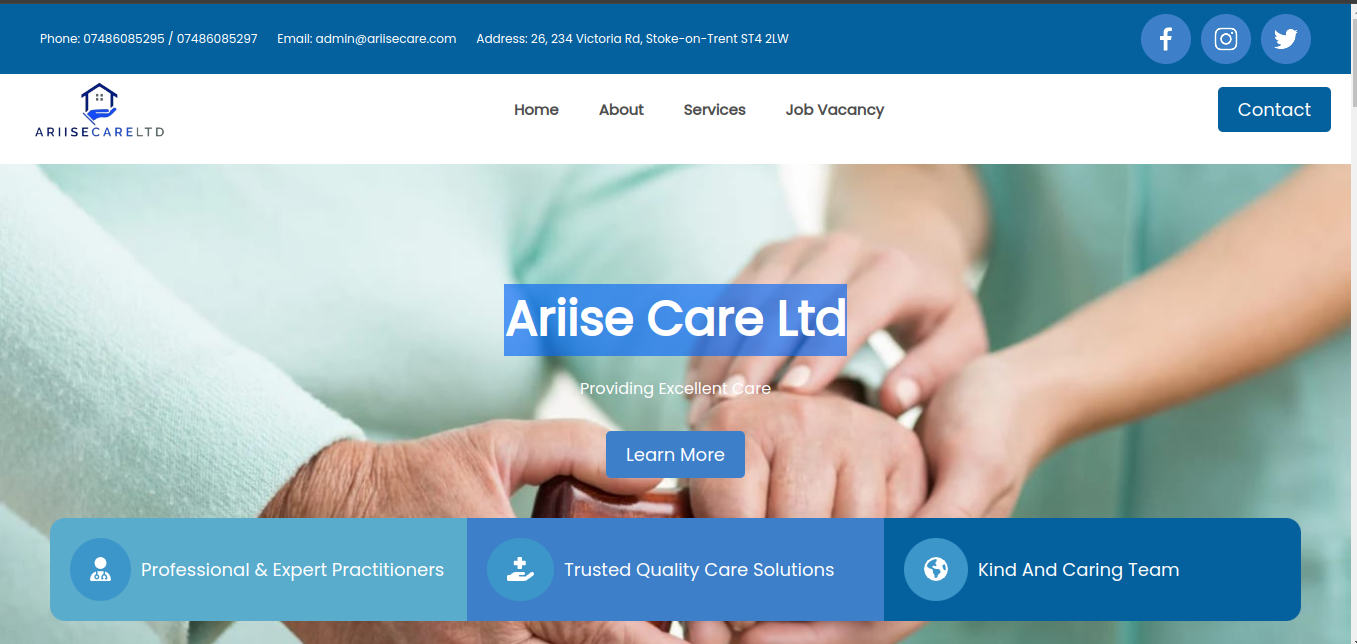 Phone: 07486085295 / 07486085297 Email: admin@ariisecare.com Address: 26, 234 Victoria Rd, Stoke-on-Trent ST4 2LW
ARIISECARELTD
Home About Services Job Vacancy Contact
Ariise Care Ltd
Providing Excellent Care
Learn More
Professional & Expert Practitioners Trusted Quality Care Solutions Kind And Caring Team